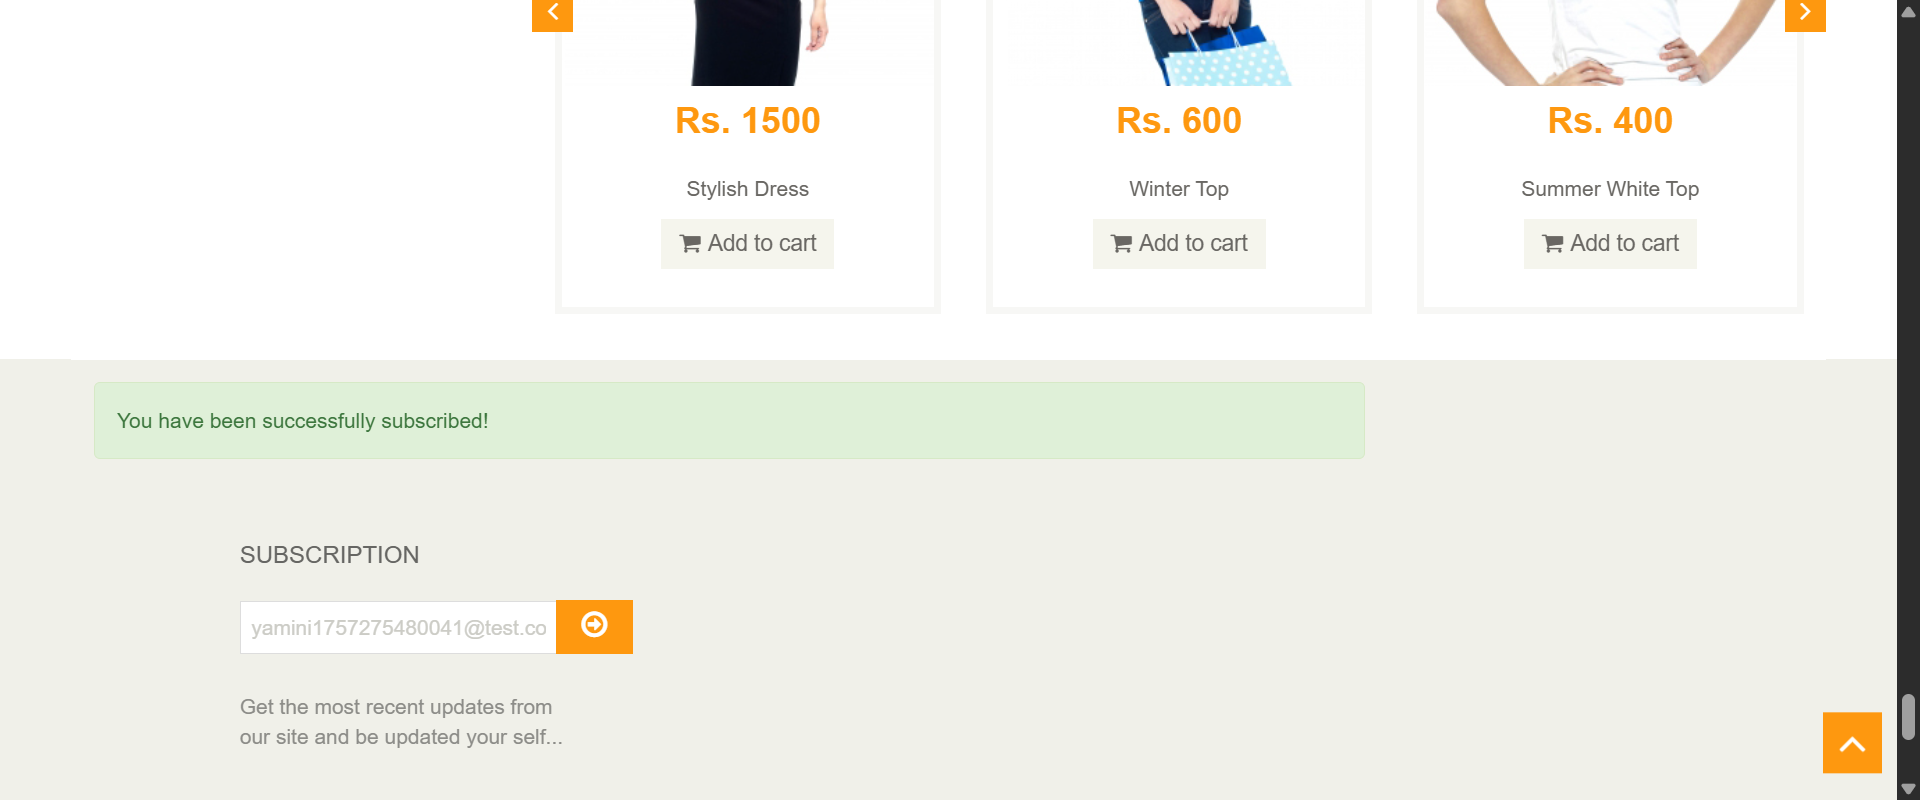 Rs. 1500
Stylish Dress
Add to cart
Rs. 600
Winter Top
Add to cart
Rs. 400
Summer White Top
Add to cart
You have been successfully subscribed!
SUBSCRIPTION
yamini1757275480041@test.co
Get the most recent updates from
our site and be updated your self...